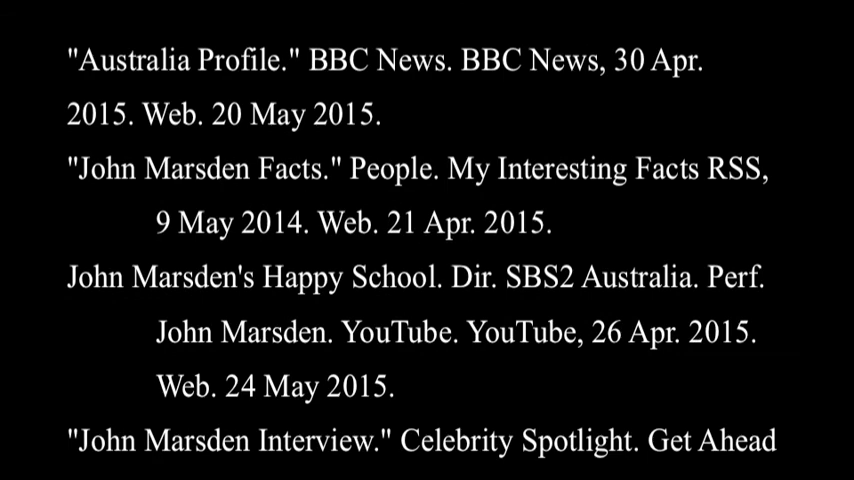 "Australia Profile." BBC News. BBC News, 30 Apr.
2015. Web. 20 May 2015.
"John Marsden Facts." People. My Interesting Facts RSS,
9 May 2014. Web. 21 Apr. 2015.
John Marsden's Happy School. Dir. SBS2 Australia. Perf.
John Marsden. YouTube. YouTube, 26 Apr. 2015.
Web. 24 May 2015.
"John Marsden Interview." Celebrity Spotlight. Get Ahead